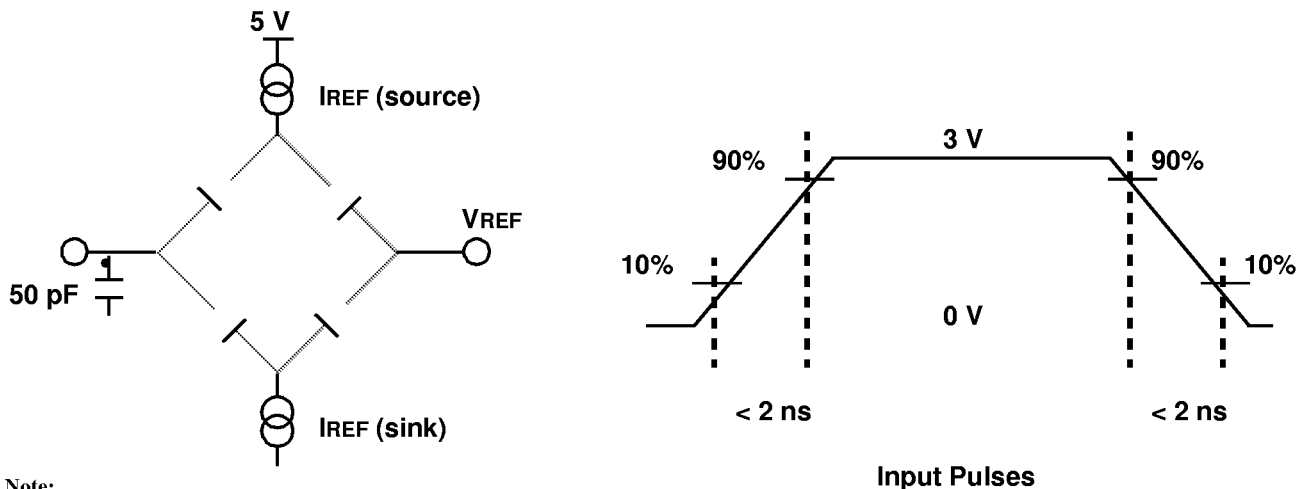 5 V
IREF (source)
VREF
50 pF
IREF (sink)
Note:
3 V
90%
90%
10%
10%
0 V
< 2 ns
< 2 ns
Input Pulses